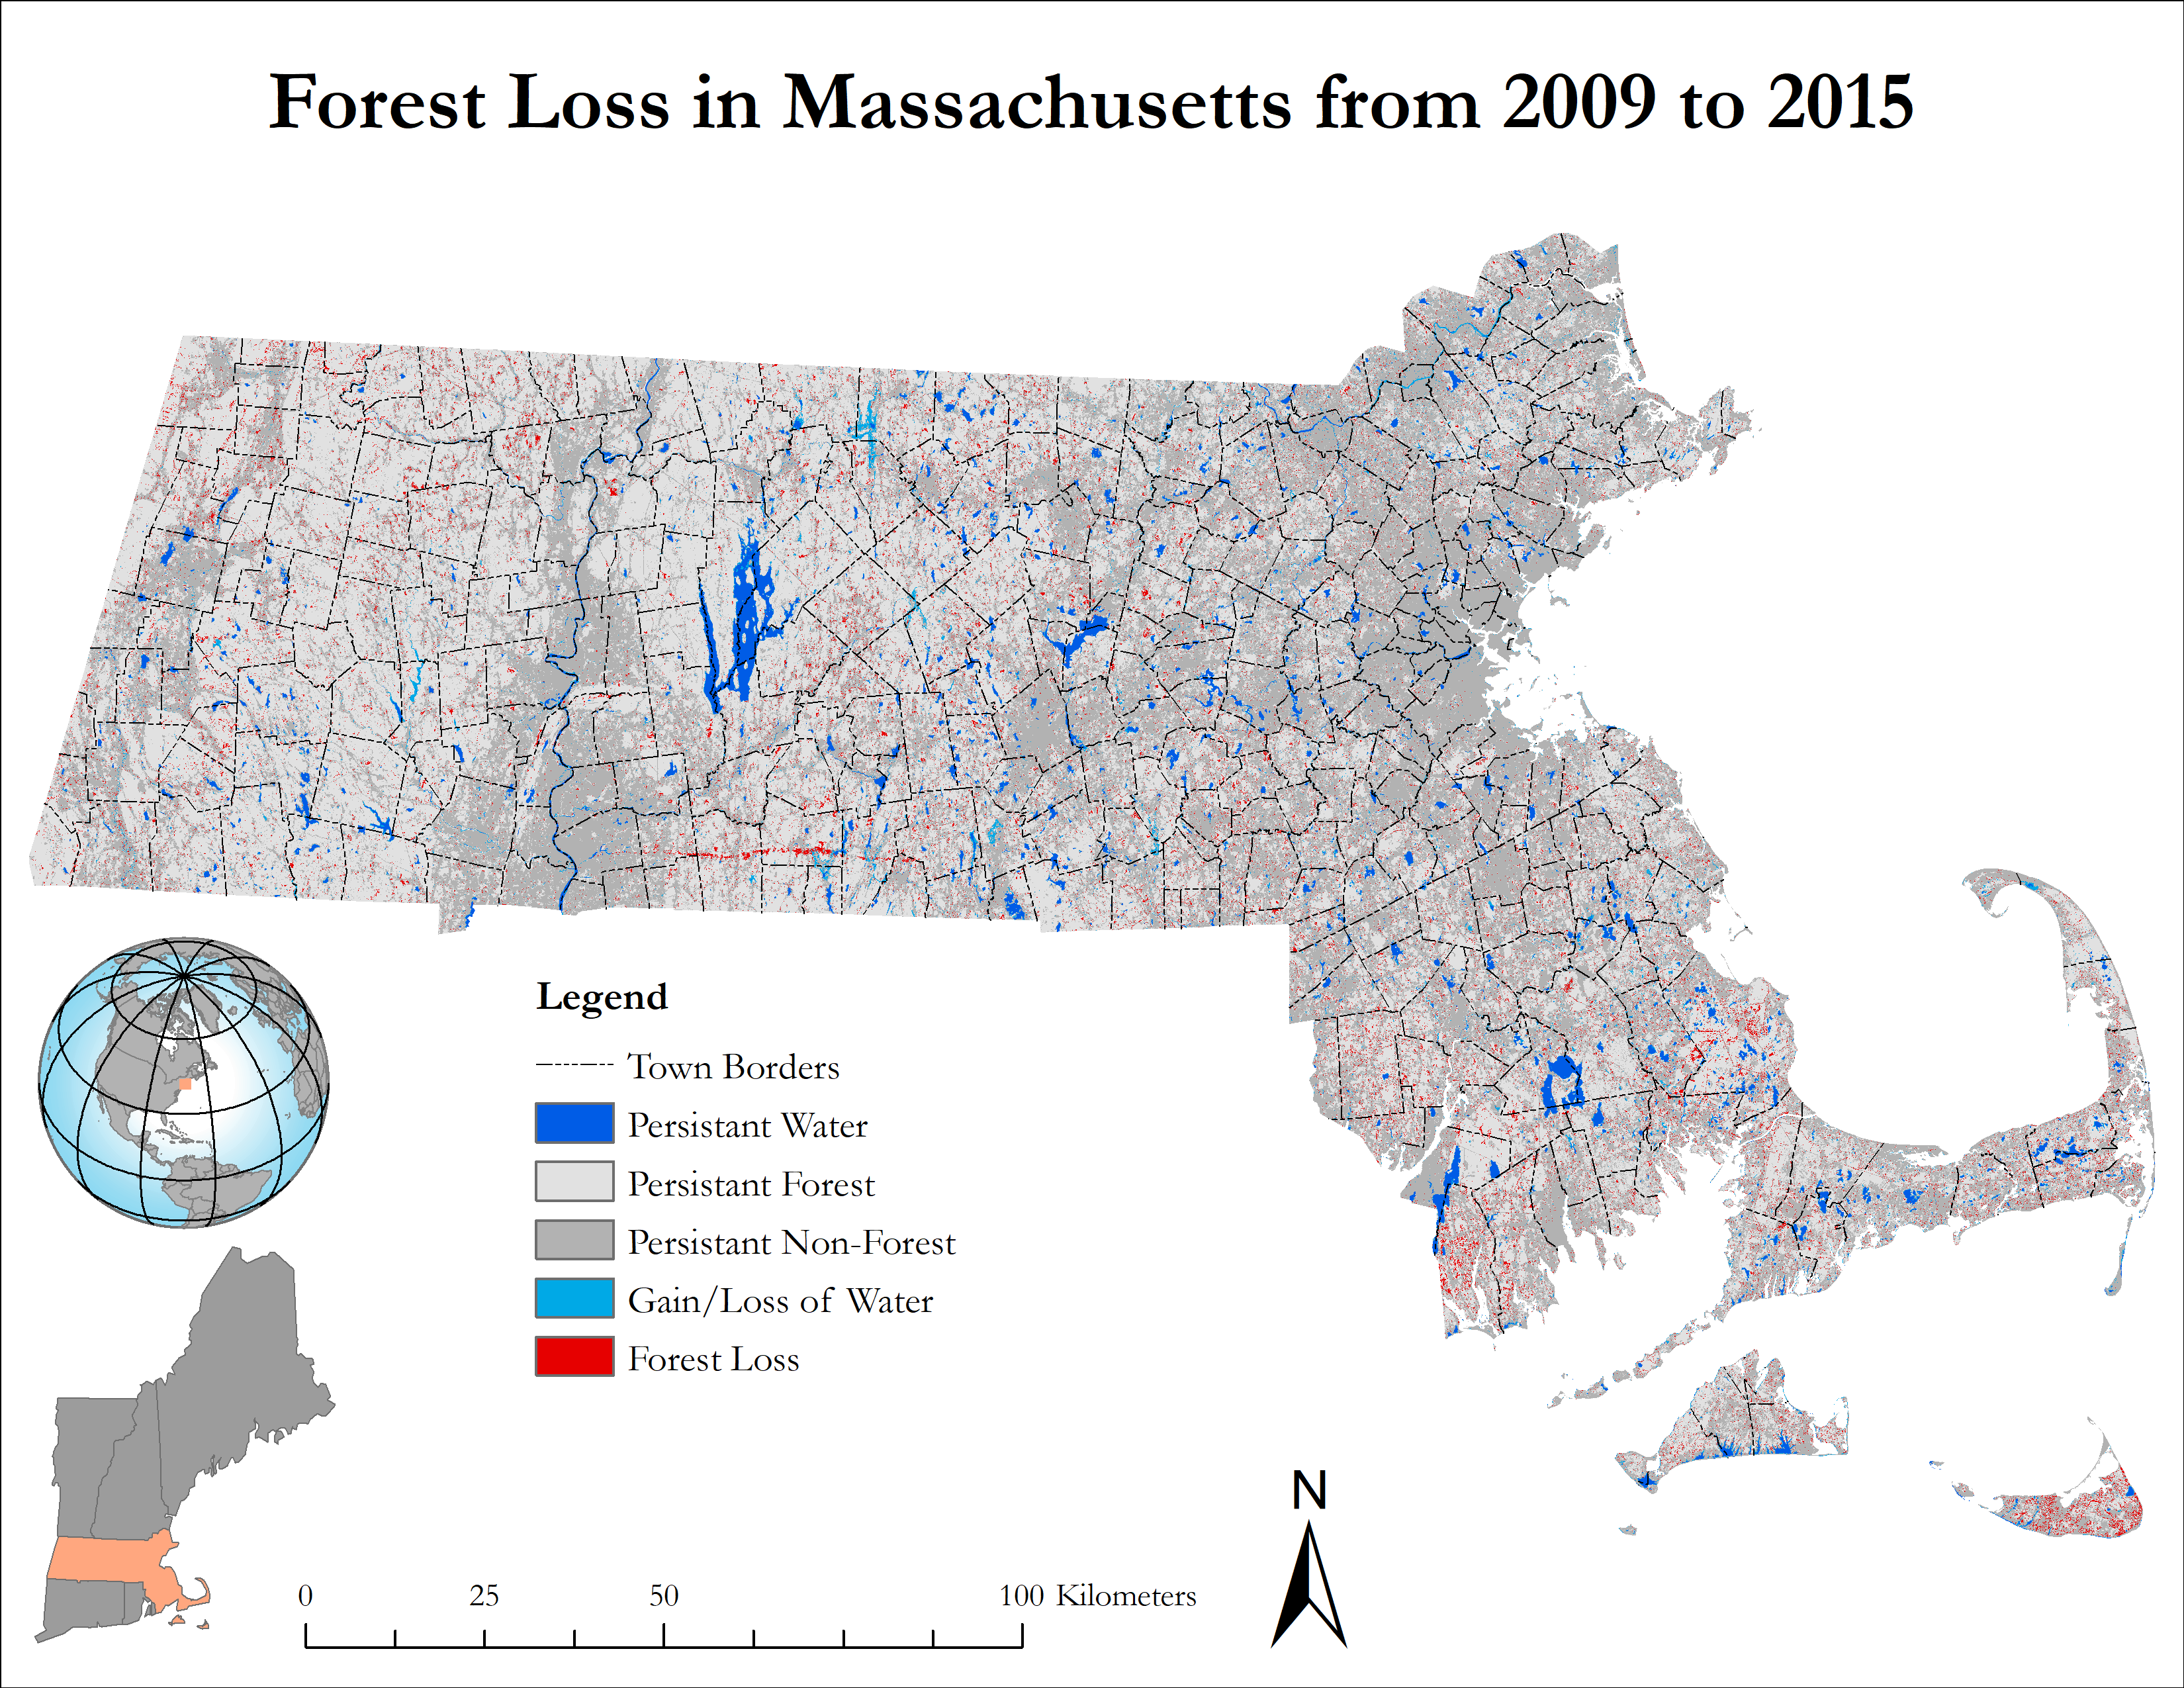 Forest Loss in Massachusetts from 2009 to 2015
Legend
Town Borders
Persistant Water
Persistant Forest
Persistant Non-Forest
Gain/Loss of Water
Forest Loss
N
0 25 50 100 Kilometers